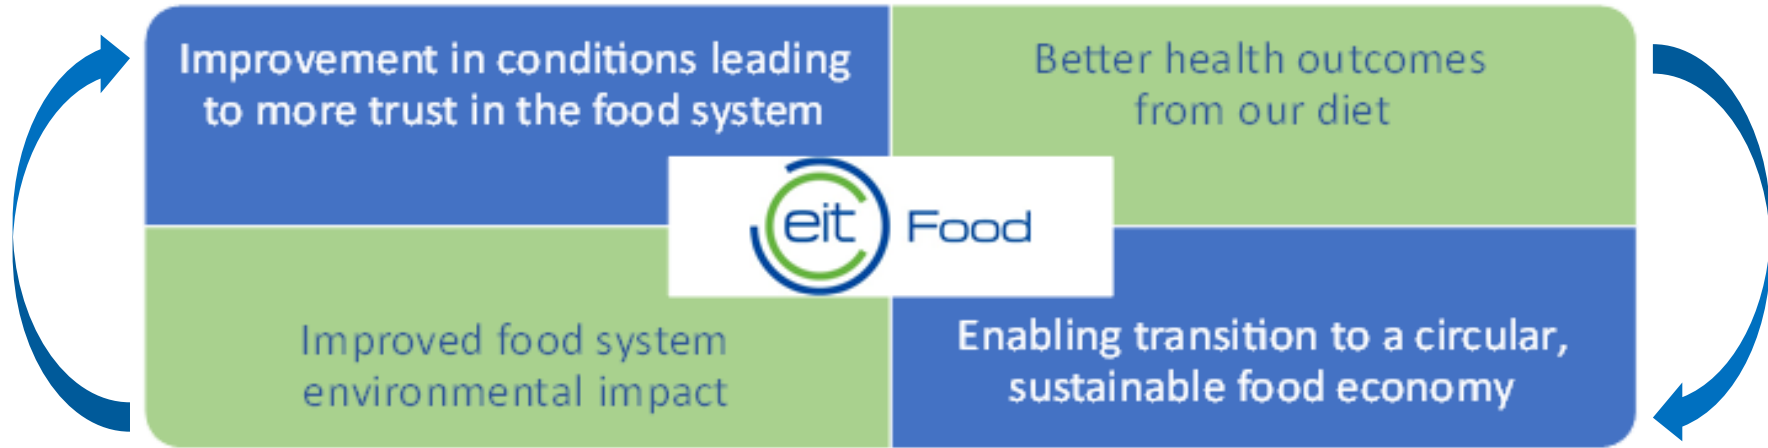 Improvement in conditions leading
to more trust in the food system
Better health outcomes
from our diet
eit Food
Improved food system
environmental impact
Enabling transition to a circular,
sustainable food economy